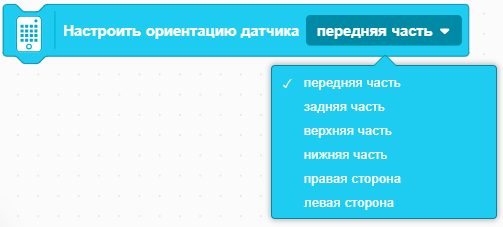 Настроить ориентацию датчика передняя часть
передняя часть
задняя часть
верхняя часть
нижняя часть
правая сторона
левая сторона